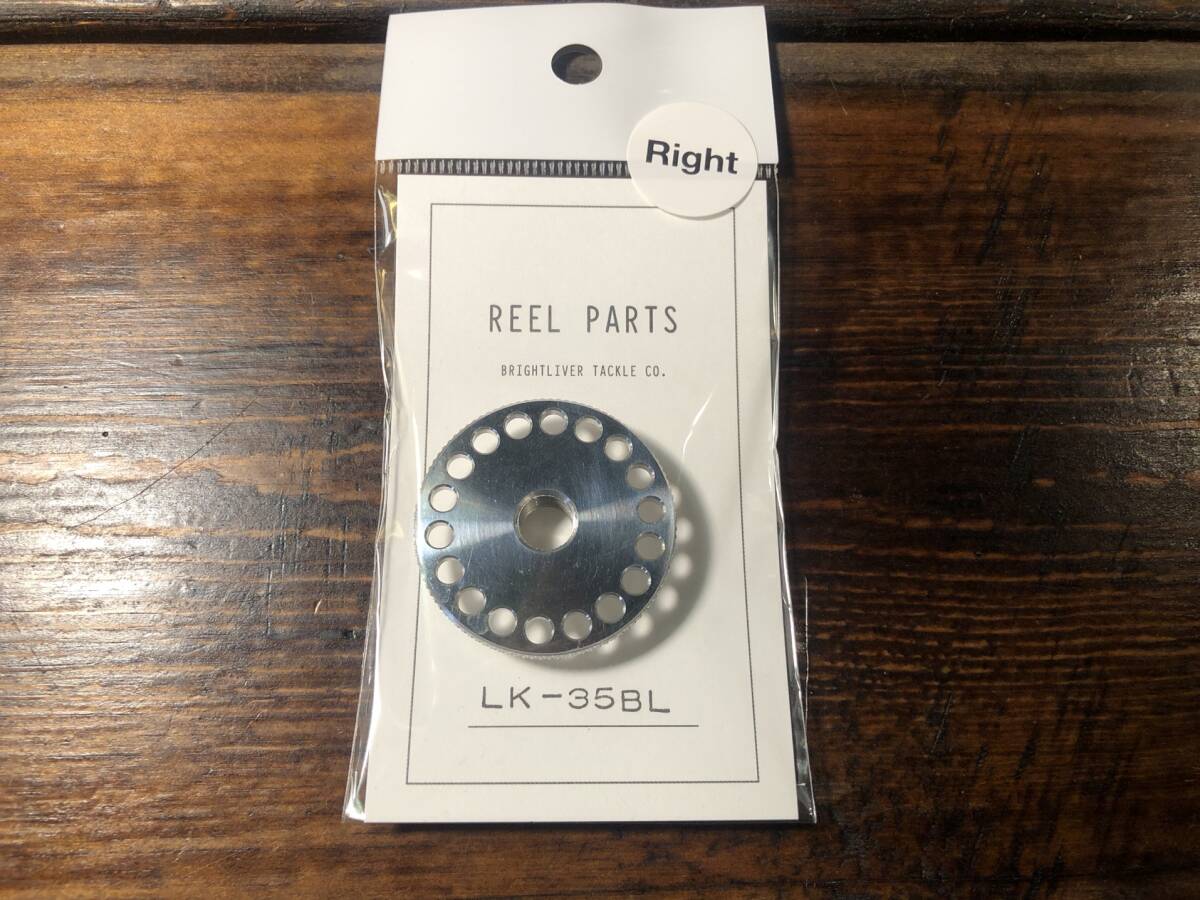 Right
REEL PARTS
BRIGHTLIVER TACKLE CO.
LK-35BL